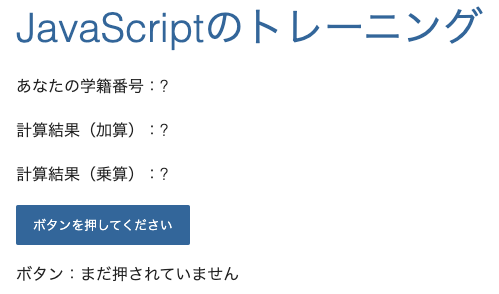 JavaScriptのトレーニング
あなたの学籍番号：?
計算結果（加算）：?
計算結果（乗算）：?
ボタンを押してください
ボタン：まだ押されていません